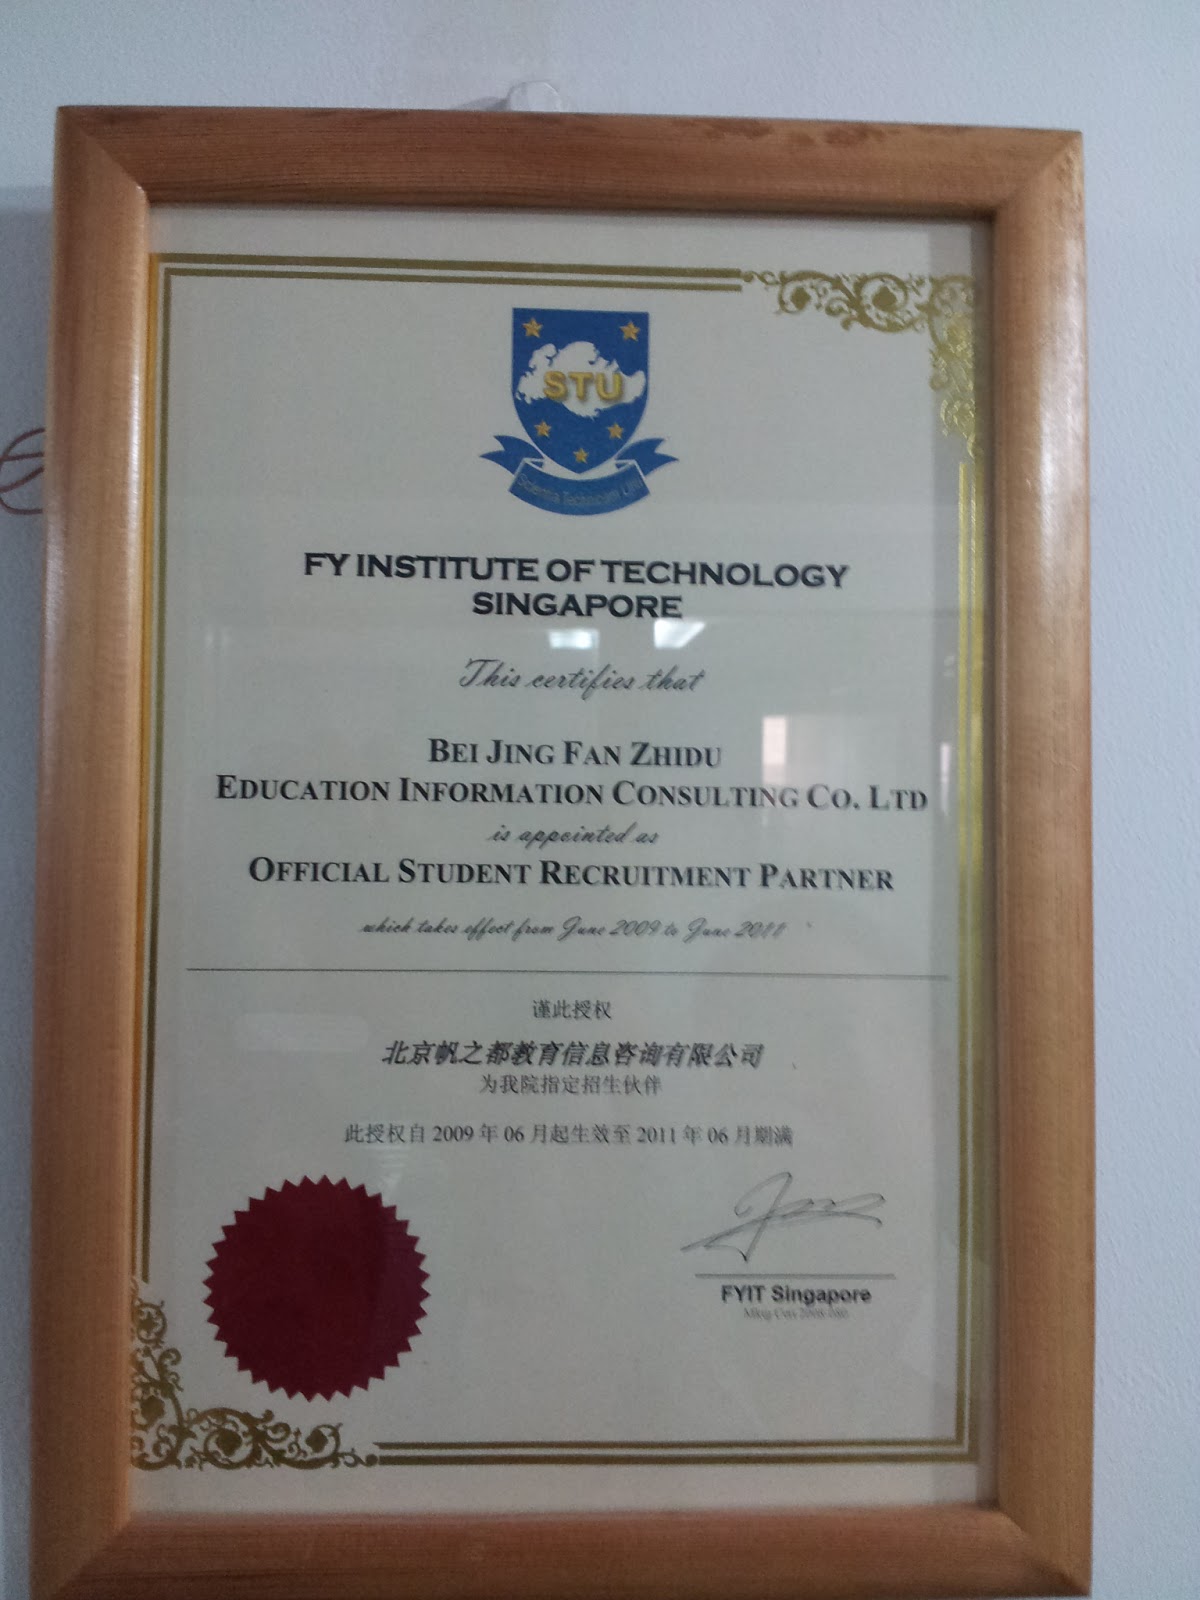 STU
Scientia Technicam
FY INSTITUTE OF TECHNOLOGY
SINGAPORE
This certifies that
BEI JING FAN ZHIDU
EDUCATION INFORMATION CONSULTING CO. LTD
is appointed as
OFFICIAL STUDENT RECRUITMENT PARTNER
which takes effect from June 2009 to June 2011
谨此授权
北京帆之都教育信息咨询有限公司
为我院指定招生伙伴
此授权自 2009 年 06 月起生效至 2011 年 06 月期满
FYIT Singapore